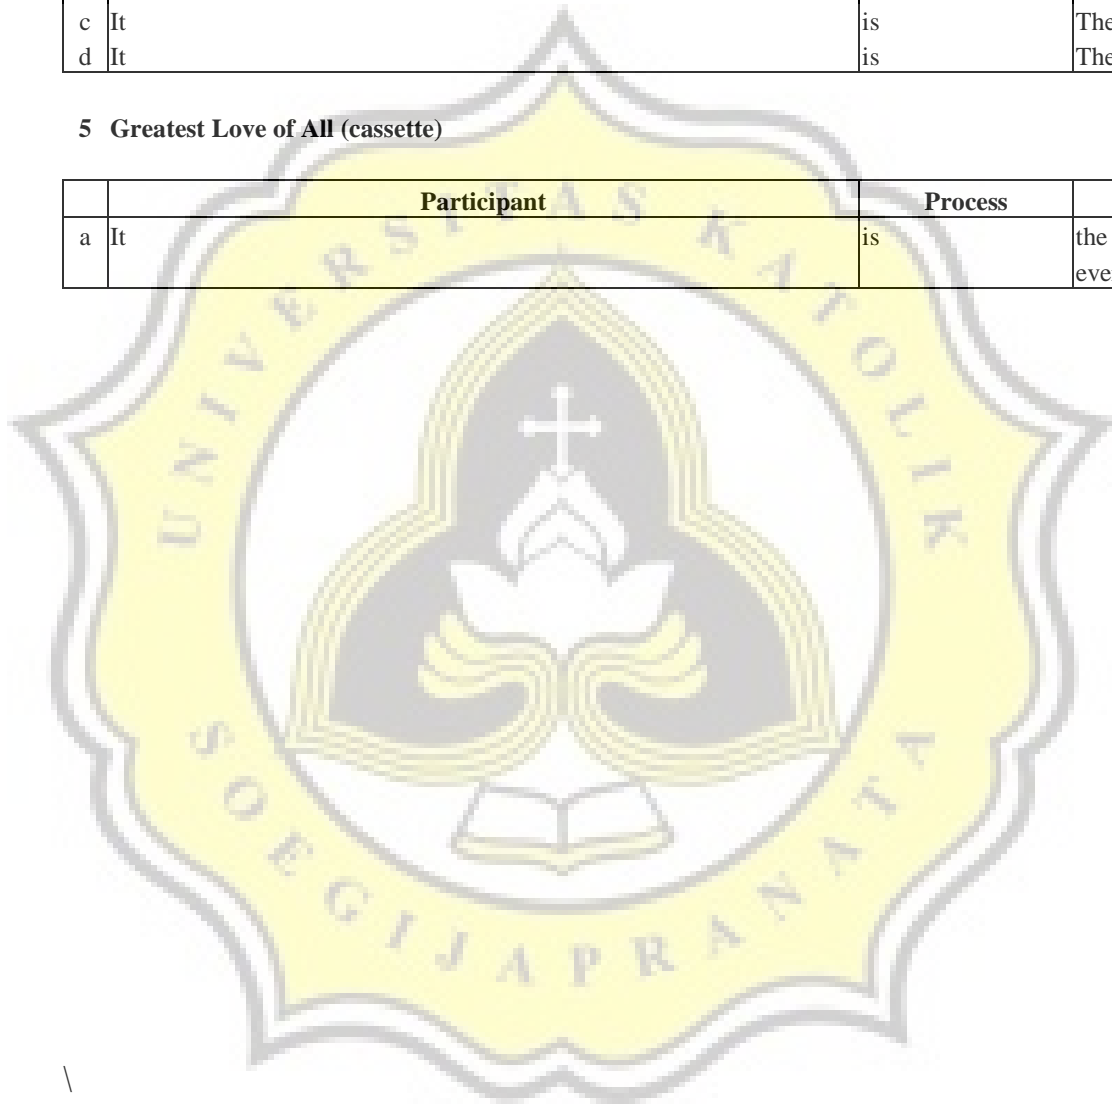 c It is The
d It is The
5 Greatest Love of All (cassette)
Participant Process
a It is the
UNIVERSITAS KATOLIK
SOEGIJAPRANATA
\